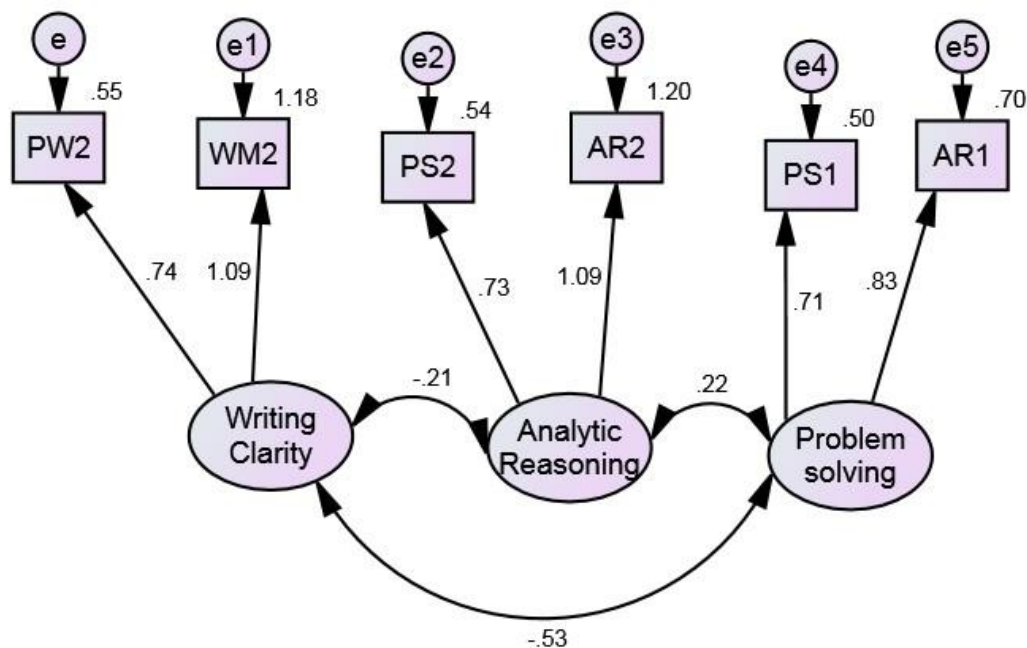 e
e1
e2
e3
e4
e5
.55
1.18
.54
1.20
.50
.70
PW2
WM2
PS2
AR2
PS1
AR1
.74
1.09
.73
1.09
.71
.83
-.21
.22
Writing
Clarity
Analytic
Reasoning
Problem
solving
-.53